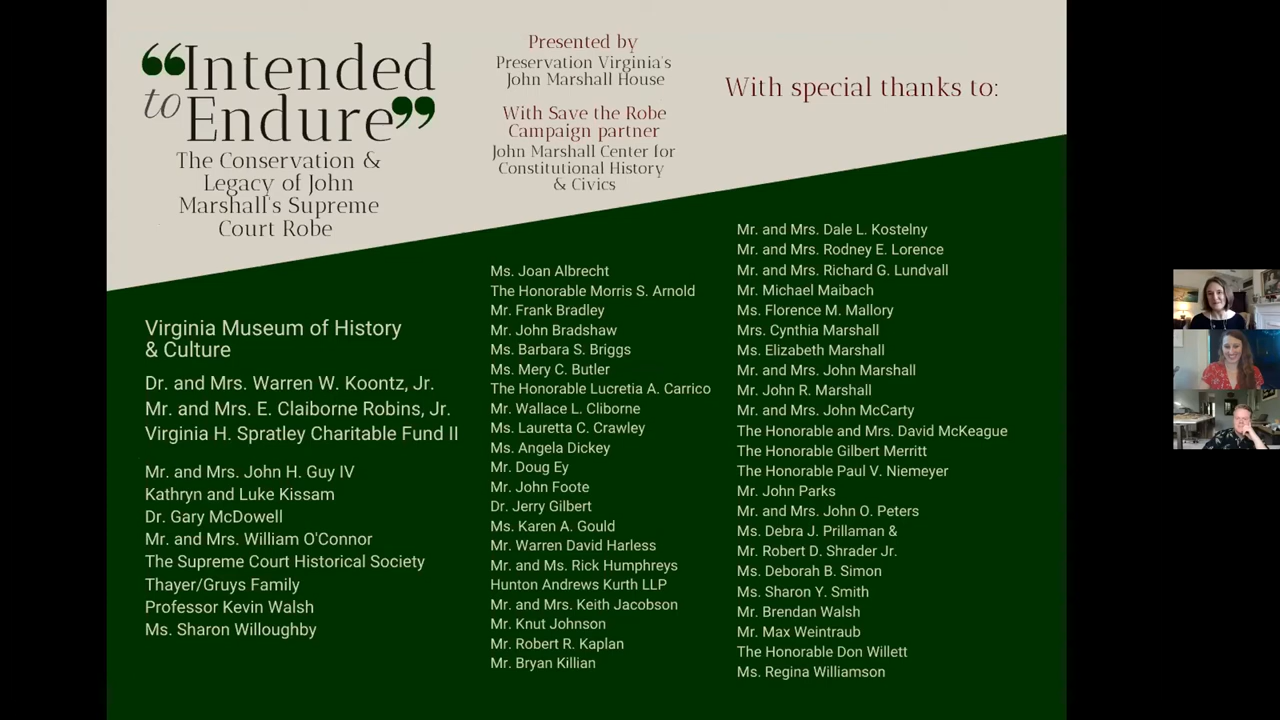 “Intended
to
Endure”
The Conservation &
Legacy of John
Marshall's Supreme
Court Robe
Presented by
Preservation Virginia's
John Marshall House
With Save the Robe
Campaign partner
John Marshall Center for
Constitutional History
& Civics
With special thanks to:
Virginia Museum of History
& Culture
Dr. and Mrs. Warren W. Koontz, Jr.
Mr. and Mrs. E. Claiborne Robins, Jr.
Virginia H. Spratley Charitable Fund II
Mr. and Mrs. John H. Guy IV
Kathryn and Luke Kissam
Dr. Gary McDowell
Mr. and Mrs. William O'Connor
The Supreme Court Historical Society
Thayer/Gruys Family
Professor Kevin Walsh
Ms. Sharon Willoughby
Ms. Joan Albrecht
The Honorable Morris S. Arnold
Mr. Frank Bradley
Mr. John Bradshaw
Ms. Barbara S. Briggs
Ms. Mery C. Butler
The Honorable Lucretia A. Carrico
Mr. Wallace L. Cliborne
Ms. Lauretta C. Crawley
Ms. Angela Dickey
Mr. Doug Ey
Mr. John Foote
Dr. Jerry Gilbert
Ms. Karen A. Gould
Mr. Warren David Harless
Mr. and Ms. Rick Humphreys
Hunton Andrews Kurth LLP
Mr. and Mrs. Keith Jacobson
Mr. Knut Johnson
Mr. Robert R. Kaplan
Mr. Bryan Killian
Mr. and Mrs. Dale L. Kostelny
Mr. and Mrs. Rodney E. Lorence
Mr. and Mrs. Richard G. Lundvall
Mr. Michael Maibach
Ms. Florence M. Mallory
Mrs. Cynthia Marshall
Ms. Elizabeth Marshall
Mr. and Mrs. John Marshall
Mr. John R. Marshall
Mr. and Mrs. John McCarty
The Honorable and Mrs. David McKeague
The Honorable Gilbert Merritt
The Honorable Paul V. Niemeyer
Mr. John Parks
Mr. and Mrs. John O. Peters
Ms. Debra J. Prillaman &
Mr. Robert D. Shrader Jr.
Ms. Deborah B. Simon
Ms. Sharon Y. Smith
Mr. Brendan Walsh
Mr. Max Weintraub
The Honorable Don Willett
Ms. Regina Williamson